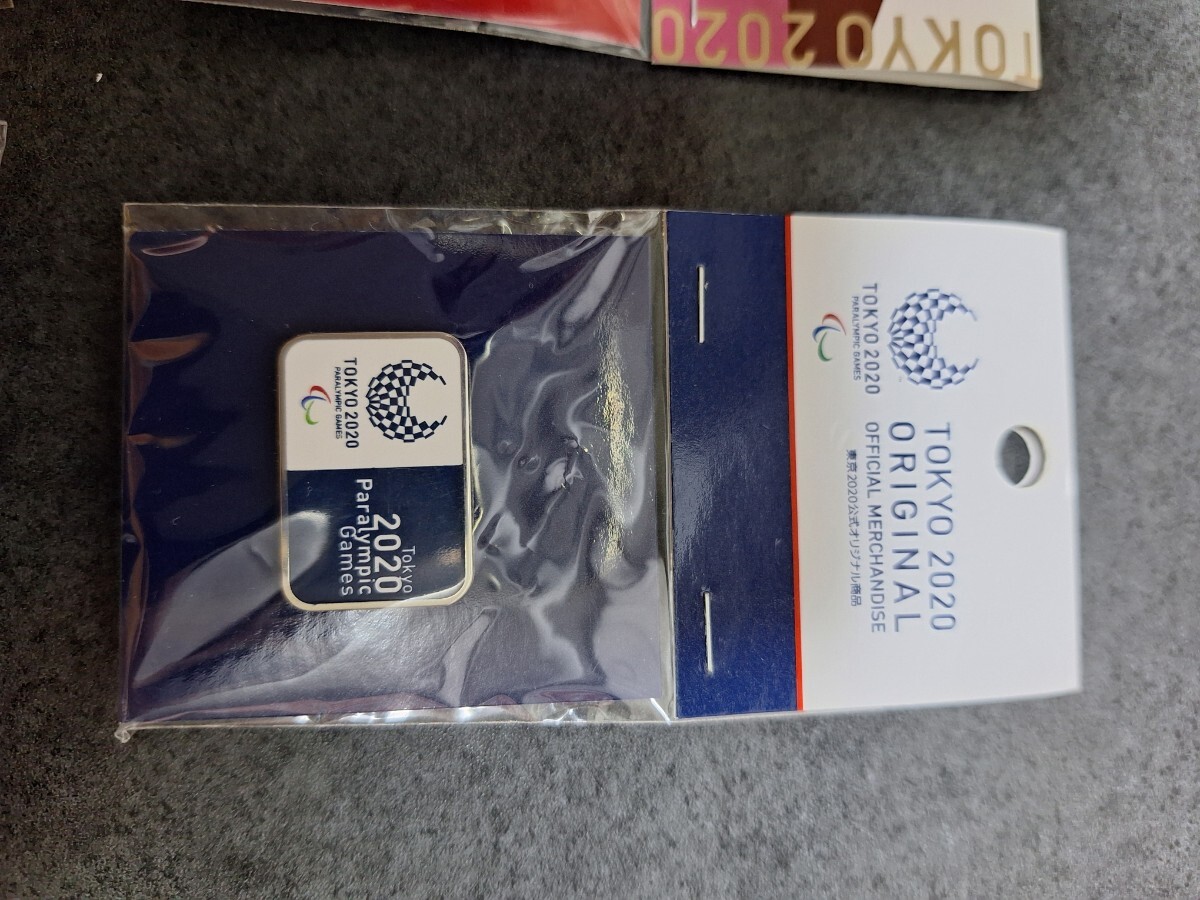 TOKYO 2020
TOKYO 2020
PARALYMPIC GAMES
TOKYO 2020
ORIGINAL
OFFICIAL MERCHANDISE
東京2020公式オリジナル商品
TOKYO 2020
PARALYMPIC GAMES
Tokyo
2020
Paralympic
Games